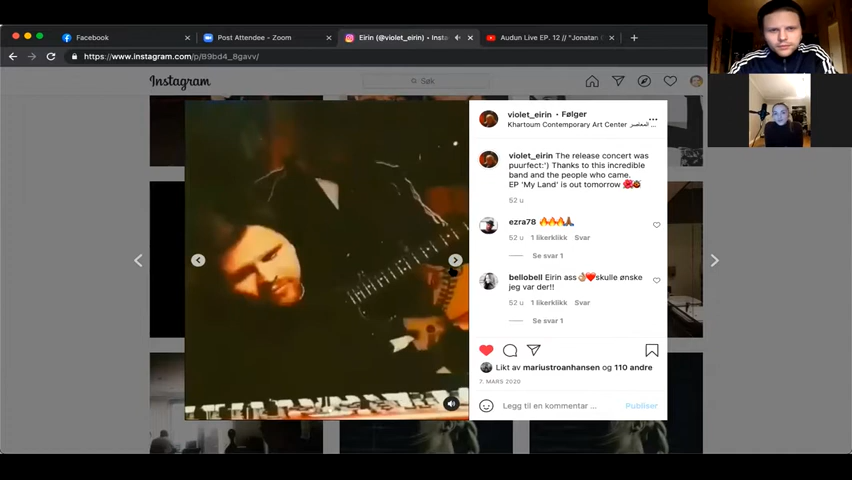 Facebook
Post Attendee - Zoom
Eirin (@violet_eirin) • Insta
Audun Live EP. 12 // "Jonatan
https://www.instagram.com/p/B9bd4_8gavv/
Instagram
Søk
violet_eirin • Følger
Khartoum Contemporary Art Center
violet_eirin The release concert was
puurfect:') Thanks to this incredible
band and the people who came.
EP 'My Land' is out tomorrow
52 u
ezra78
52 u 1 likerklikk Svar
Se svar 1
bellobell Eirin ass👌🏼❤️skulle ønske
jeg var der!!
52 u 1 likerklikk Svar
Se svar 1
Likt av mariustroanhansen og 110 andre
7. MARS 2020
Legg til en kommentar ...
Publiser